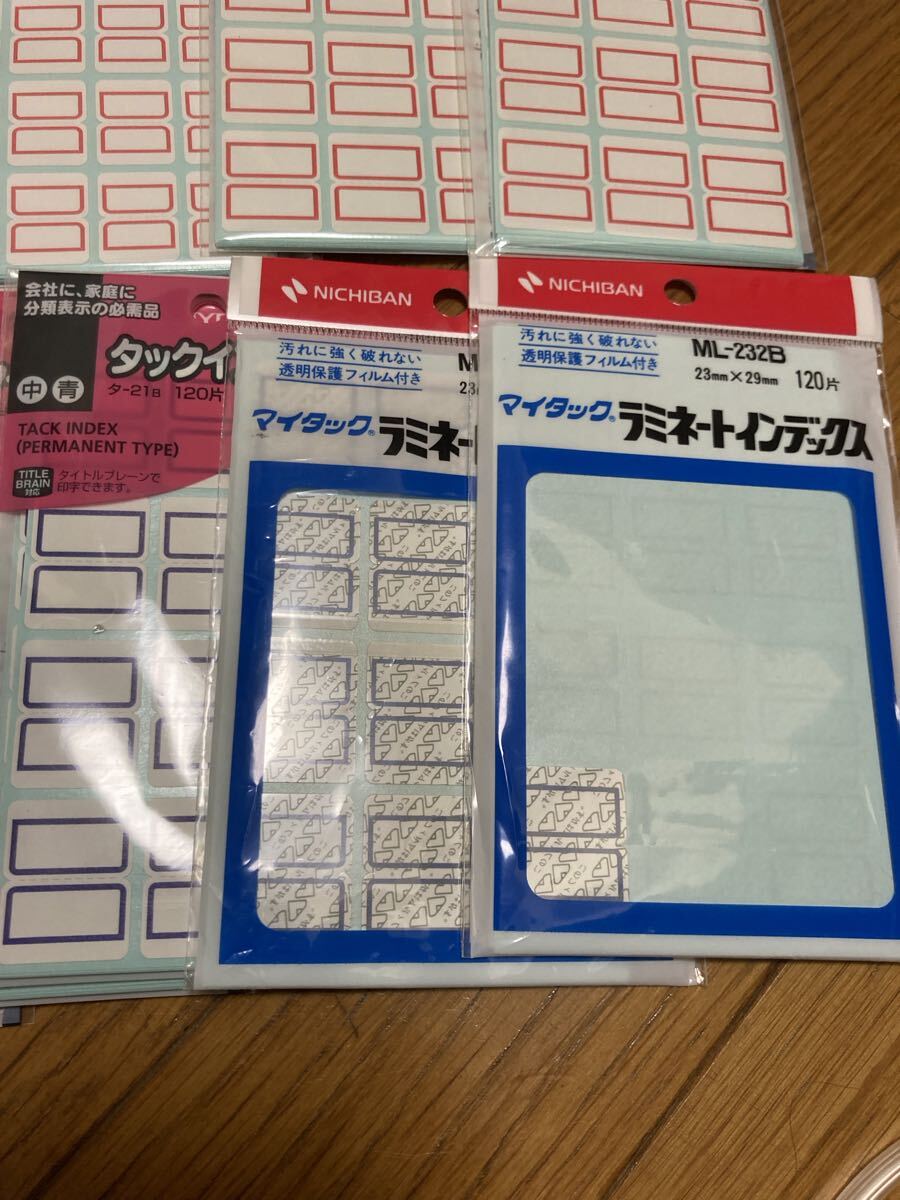 会社に、家庭に
分類表示の必需品
中 青
タックイ
タ-21B 120片
TACK INDEX
(PERMANENT TYPE)
TITLE
BRAIN
対応
タイトルブレーンで
印字できます。
NICHIBAN
汚れに強く破れない
透明保護フィルム付き
M
マイタック®ラミネー
NICHIBAN
汚れに強く破れない
透明保護フィルム付き
ML-232B
23mm×29mm 120片
マイタック®ラミネートインデックス